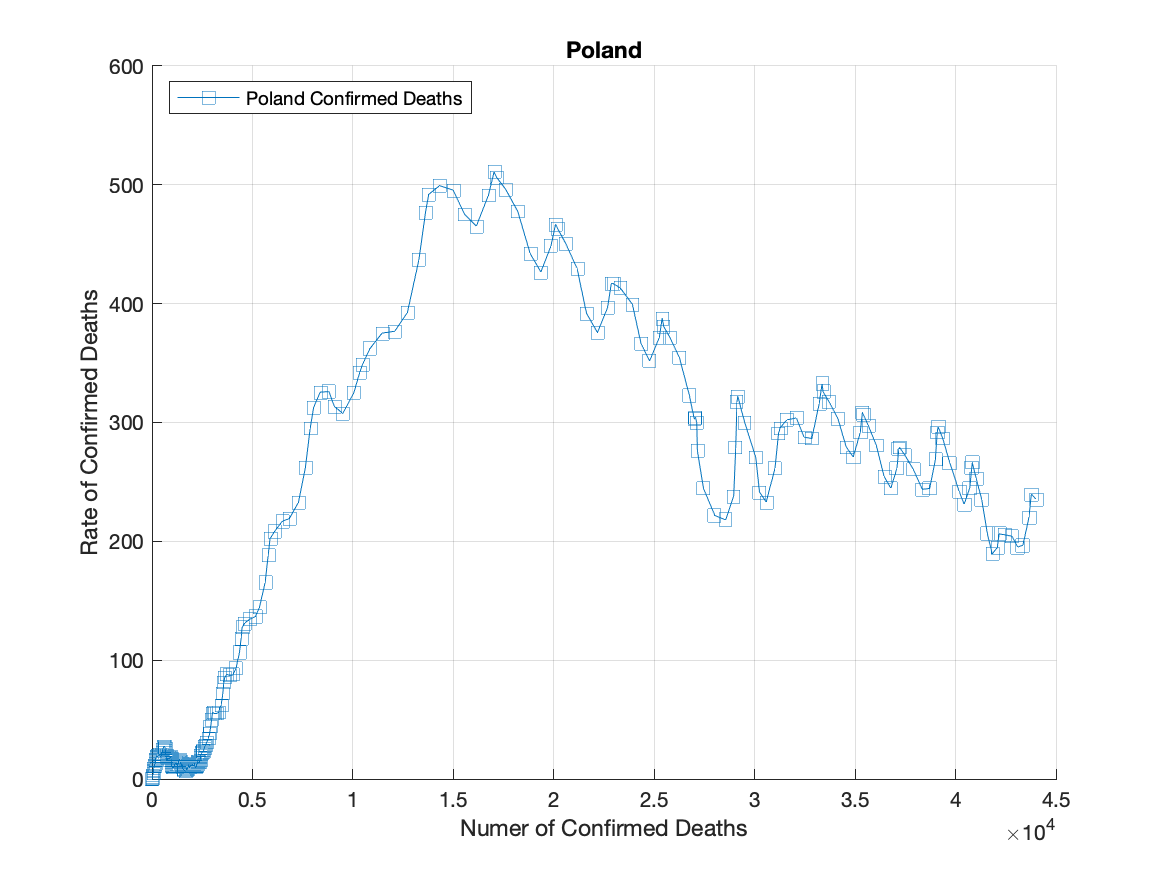 Poland
600
Poland Confirmed Deaths
500
400
300
200
100
0
Rate of Confirmed Deaths
0 0.5 1 1.5 2 2.5 3 3.5 4 4.5
Numer of Confirmed Deaths
×10^4